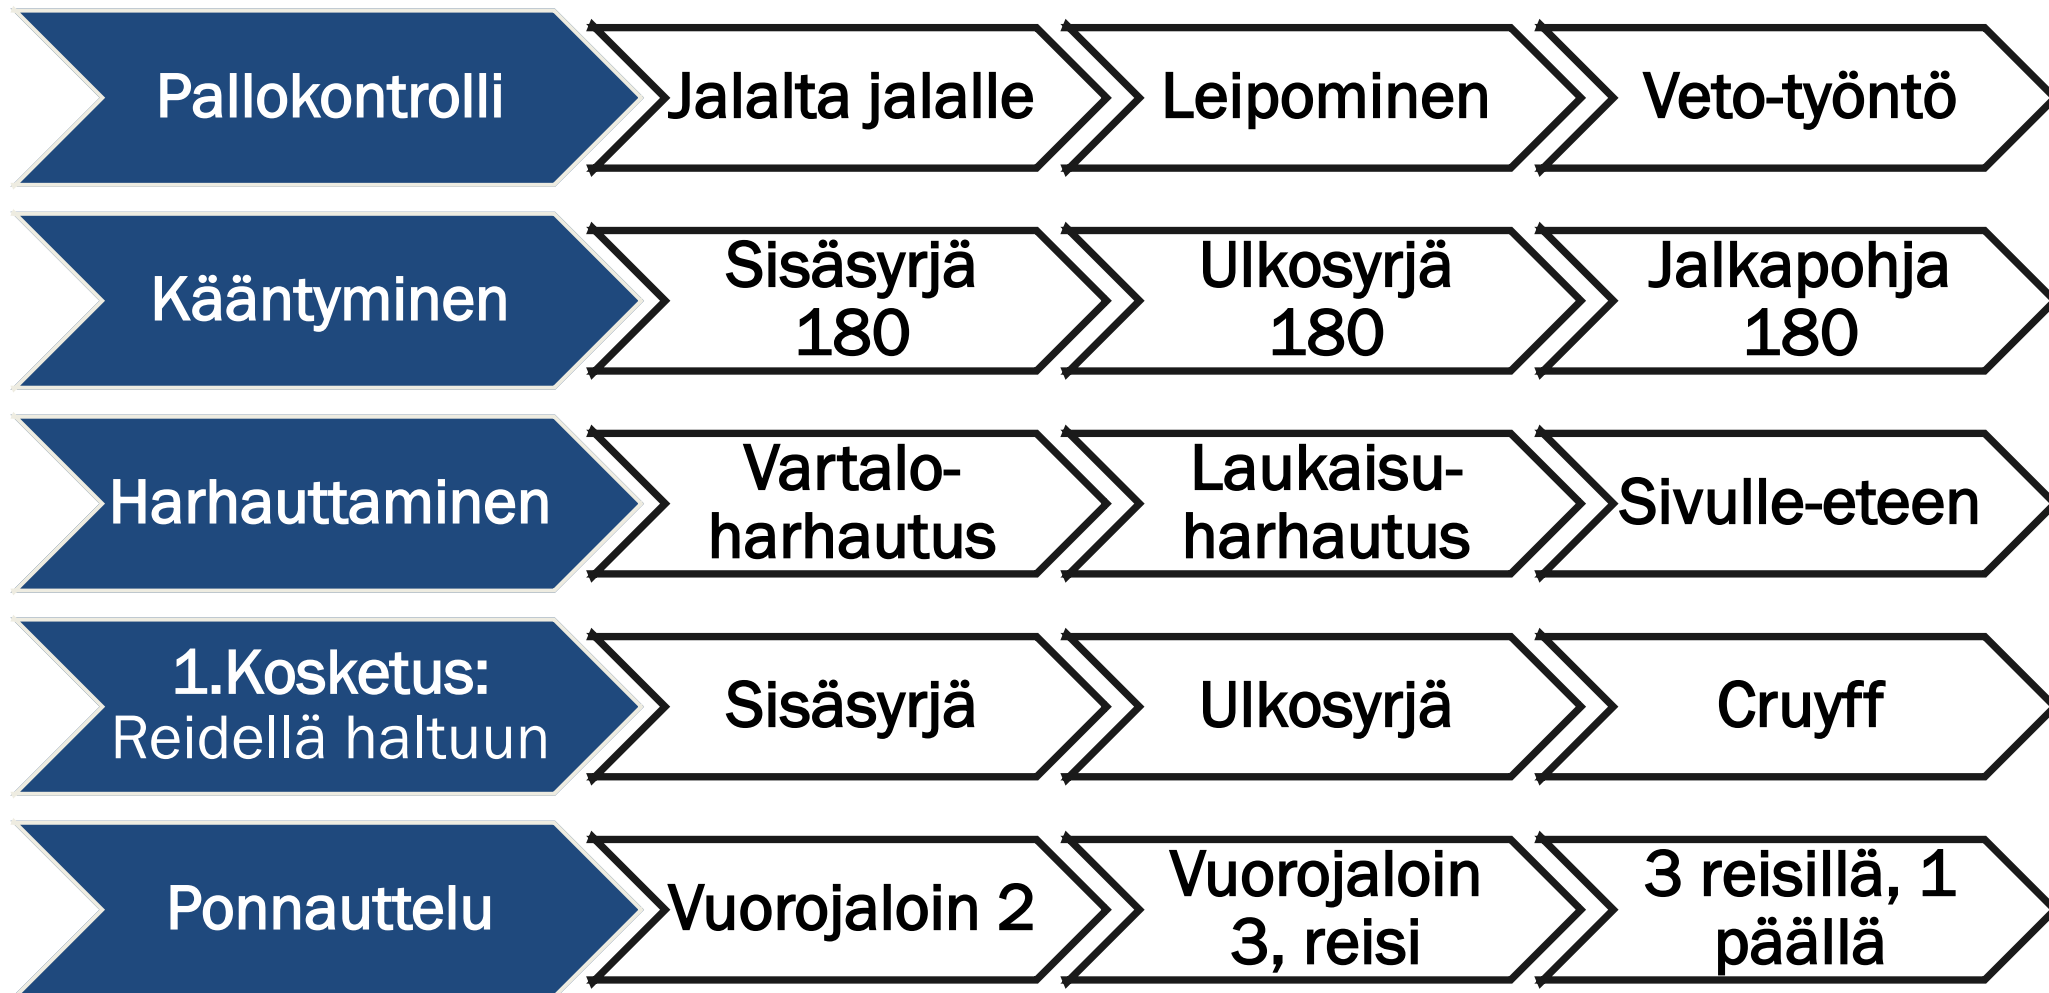 Pallokontrolli
Jalalta jalalle
Leipominen
Veto-työntö
Kääntyminen
Sisäsyrjä
180
Ulkosyrjä
180
Jalkapohja
180
Harhauttaminen
Vartalo-
harhautus
Laukaisu-
harhautus
Sivulle-eteen
1.Kosketus:
Reidellä haltuun
Sisäsyrjä
Ulkosyrjä
Cruyff
Ponnauttelu
Vuorojaloin 2
Vuorojaloin
3, reisi
3 reisillä, 1
päällä